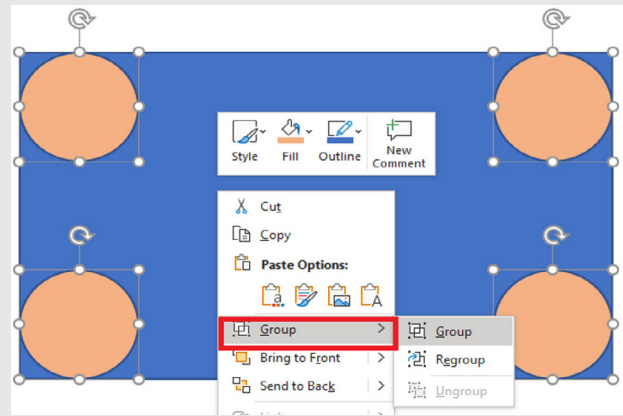 Style Fill Outline New Comment
Cut
Copy
Paste Options:
Group
Group
Bring to Front
Regroup
Send to Back
Ungroup